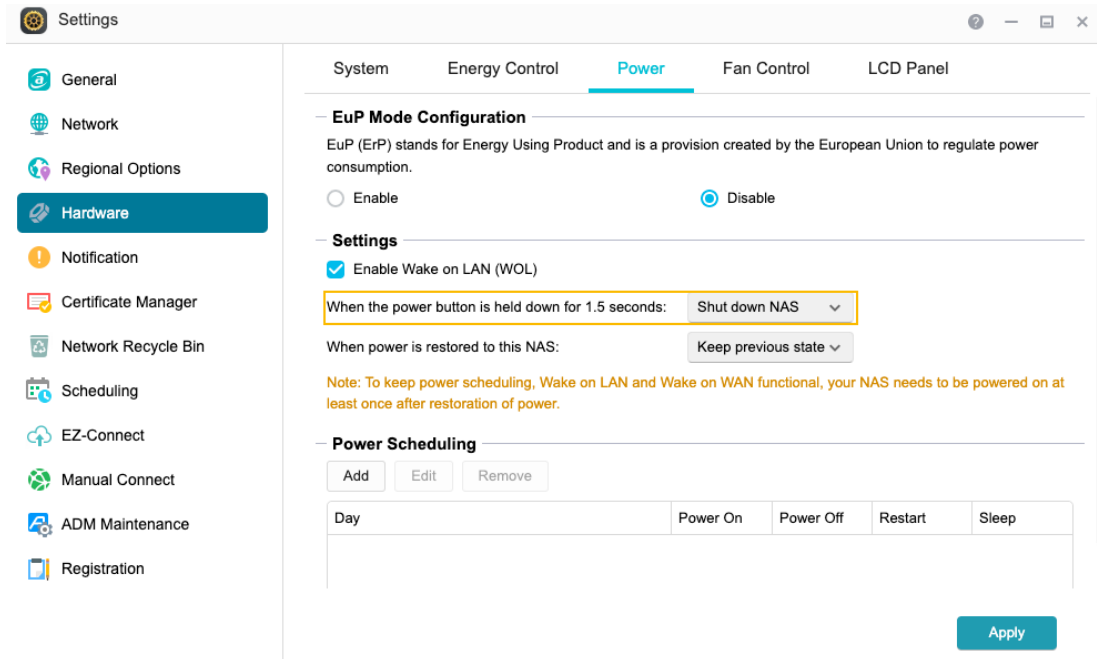 Settings
General
Network
Regional Options
Hardware
Notification
Certificate Manager
Network Recycle Bin
Scheduling
EZ-Connect
Manual Connect
ADM Maintenance
Registration
System Energy Control Power Fan Control LCD Panel
EuP Mode Configuration
EuP (ErP) stands for Energy Using Product and is a provision created by the European Union to regulate power
consumption.
Enable Disable
Settings
Enable Wake on LAN (WOL)
When the power button is held down for 1.5 seconds: Shut down NAS
When power is restored to this NAS: Keep previous state
Note: To keep power scheduling, Wake on LAN and Wake on WAN functional, your NAS needs to be powered on at
least once after restoration of power.
Power Scheduling
Add Edit Remove
Day Power On Power Off Restart Sleep
Apply